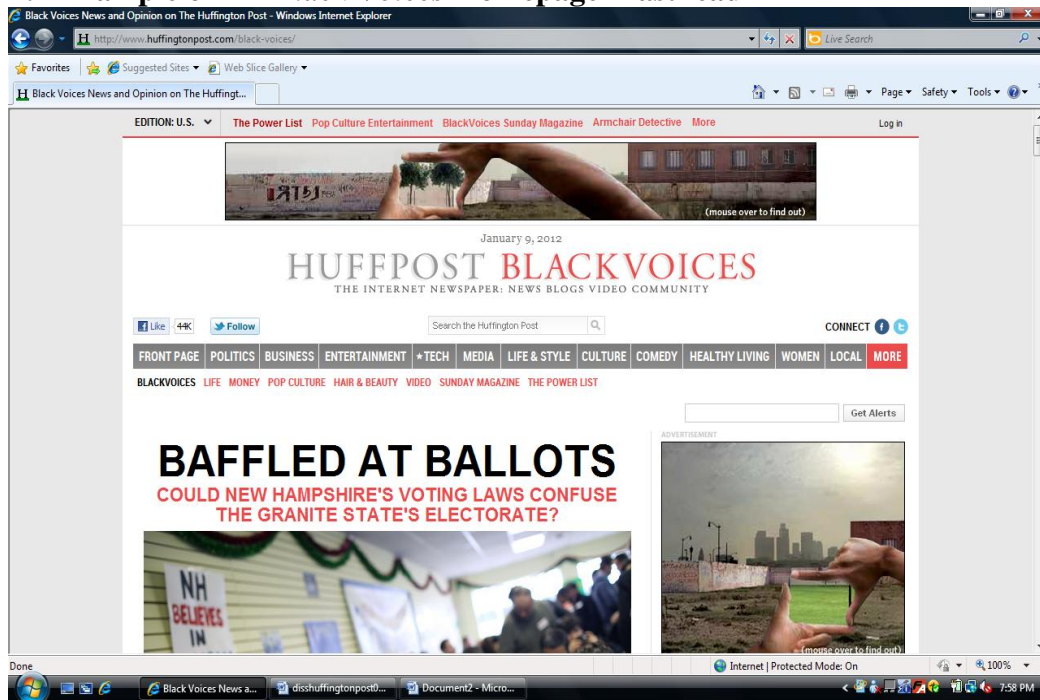 Black Voices News and Opinion on The Huffington Post - Windows Internet Explorer
http://www.huffingtonpost.com/black-voices/
Live Search
Favorites Suggested Sites Web Slice Gallery
Black Voices News and Opinion on The Huffingt...
Page Safety Tools
EDITION: U.S. The Power List Pop Culture Entertainment BlackVoices Sunday Magazine Armchair Detective More Log in
(mouse over to find out)
January 9, 2012
HUFFPOST BLACKVOICES
THE INTERNET NEWSPAPER: NEWS BLOGS VIDEO COMMUNITY
Like 44K Follow Search the Huffington Post CONNECT
FRONT PAGE POLITICS BUSINESS ENTERTAINMENT TECH MEDIA LIFE & STYLE CULTURE COMEDY HEALTHY LIVING WOMEN LOCAL MORE
BLACKVOICES LIFE MONEY POP CULTURE HAIR & BEAUTY VIDEO SUNDAY MAGAZINE THE POWER LIST
Get Alerts
ADVERTISEMENT
BAFFLED AT BALLOTS
COULD NEW HAMPSHIRE'S VOTING LAWS CONFUSE
THE GRANITE STATE'S ELECTORATE?
NH
BELIEVES
IN
(mouse over to find out)
Done Internet | Protected Mode: On 100%
Black Voices News a... disshuffingtonpost0... Document2 - Micro... 7:58 PM